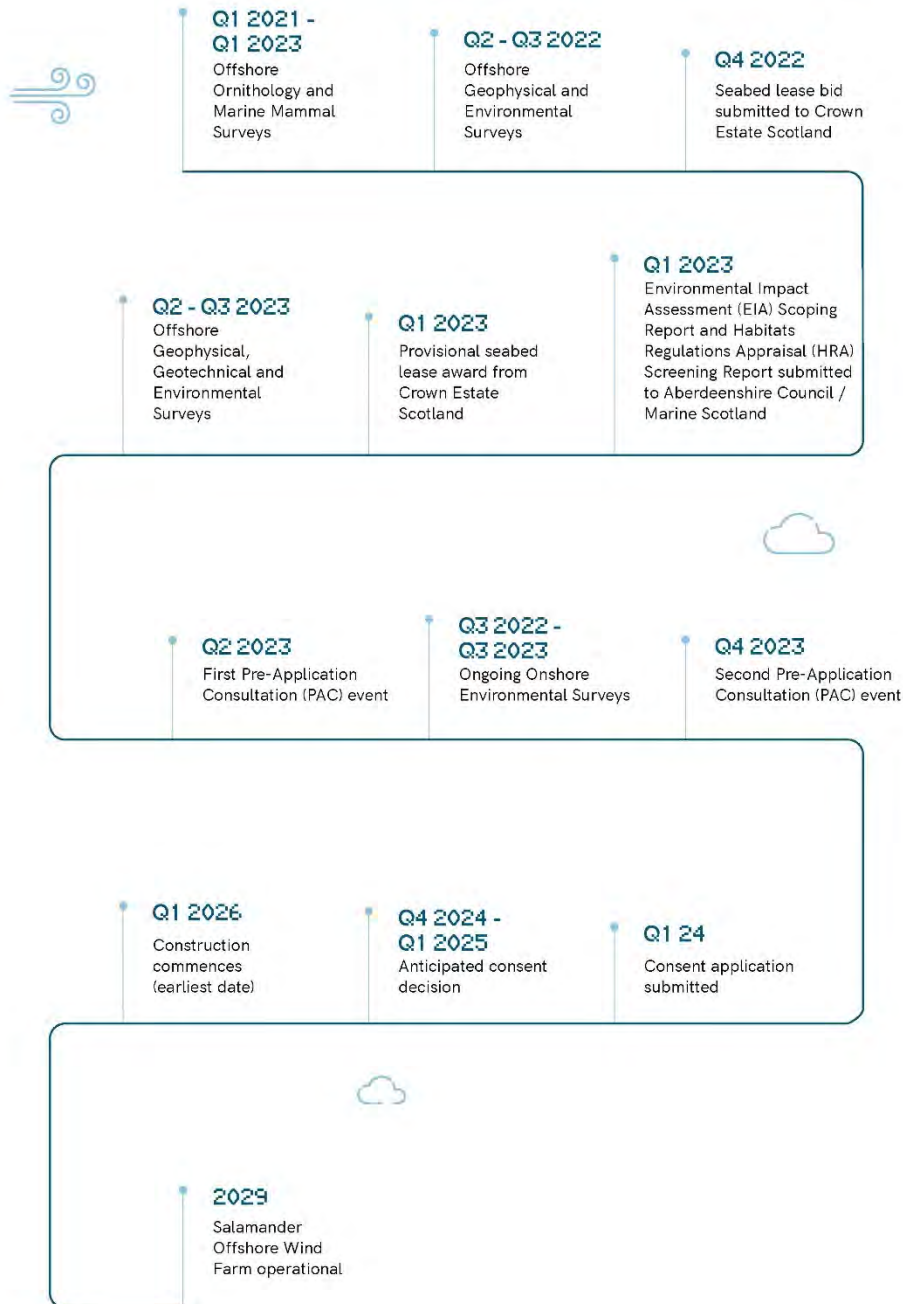 Q1 2021 -
Q1 2023
Offshore
Ornithology and
Marine Mammal
Surveys
Q2 - Q3 2022
Offshore
Geophysical and
Environmental
Surveys
Q4 2022
Seabed lease bid
submitted to Crown
Estate Scotland
Q1 2023
Environmental Impact
Assessment (EIA) Scoping
Report and Habitats
Regulations Appraisal (HRA)
Screening Report submitted
to Aberdeenshire Council /
Marine Scotland
Q1 2023
Provisional seabed
lease award from
Crown Estate
Scotland
Q2 - Q3 2023
Offshore
Geophysical,
Geotechnical and
Environmental
Surveys
Q2 2023
First Pre-Application
Consultation (PAC) event
Q3 2022 -
Q3 2023
Ongoing Onshore
Environmental Surveys
Q4 2023
Second Pre-Application
Consultation (PAC) event
Q1 24
Consent application
submitted
Q4 2024 -
Q1 2025
Anticipated consent
decision
Q1 2026
Construction
commences
(earliest date)
2029
Salamander
Offshore Wind
Farm operational